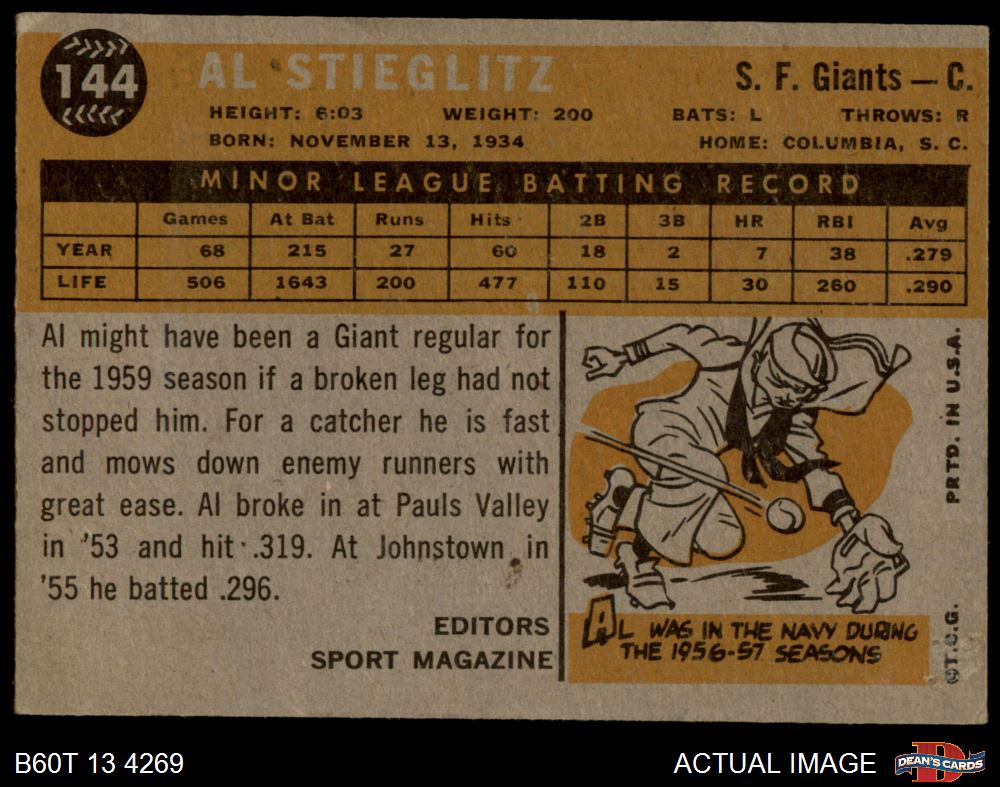 144
AL STIEGLITZ
S. F. Giants — C.
HEIGHT: 6:03 WEIGHT: 200 BATS: L THROWS: R
BORN: NOVEMBER 13, 1934 HOME: COLUMBIA, S. C.
MINOR LEAGUE BATTING RECORD
Games At Bat Runs Hits 2B 3B HR RBI Avg
YEAR 68 215 27 60 18 2 7 38 .279
LIFE 506 1643 200 477 110 15 30 260 .290
Al might have been a Giant regular for
the 1959 season if a broken leg had not
stopped him. For a catcher he is fast
and mows down enemy runners with
great ease. Al broke in at Pauls Valley
in '53 and hit .319. At Johnstown in
'55 he batted .296.
EDITORS
SPORT MAGAZINE
AL WAS IN THE NAVY DURING
THE 1956-57 SEASONS
©T.C.G. PRTD. IN U.S.A.
B60T 13 4269
ACTUAL IMAGE
D
DEAN'S CARDS